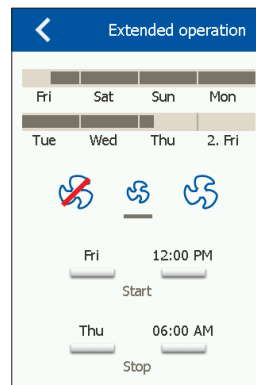 Extended operation
Fri Sat Sun Mon
Tue Wed Thu 2. Fri
Fri 12:00 PM
Start
Thu 06:00 AM
Stop